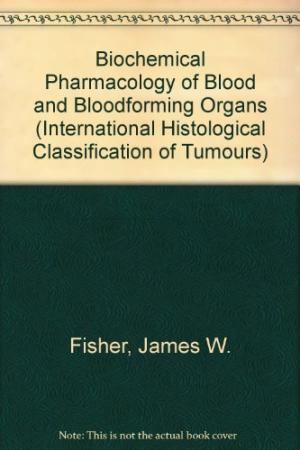 Biochemical
Pharmacology of Blood
and Bloodforming Organs
(International Histological
Classification of Tumours)
Fisher, James W.
Note: This is not the actual book cover